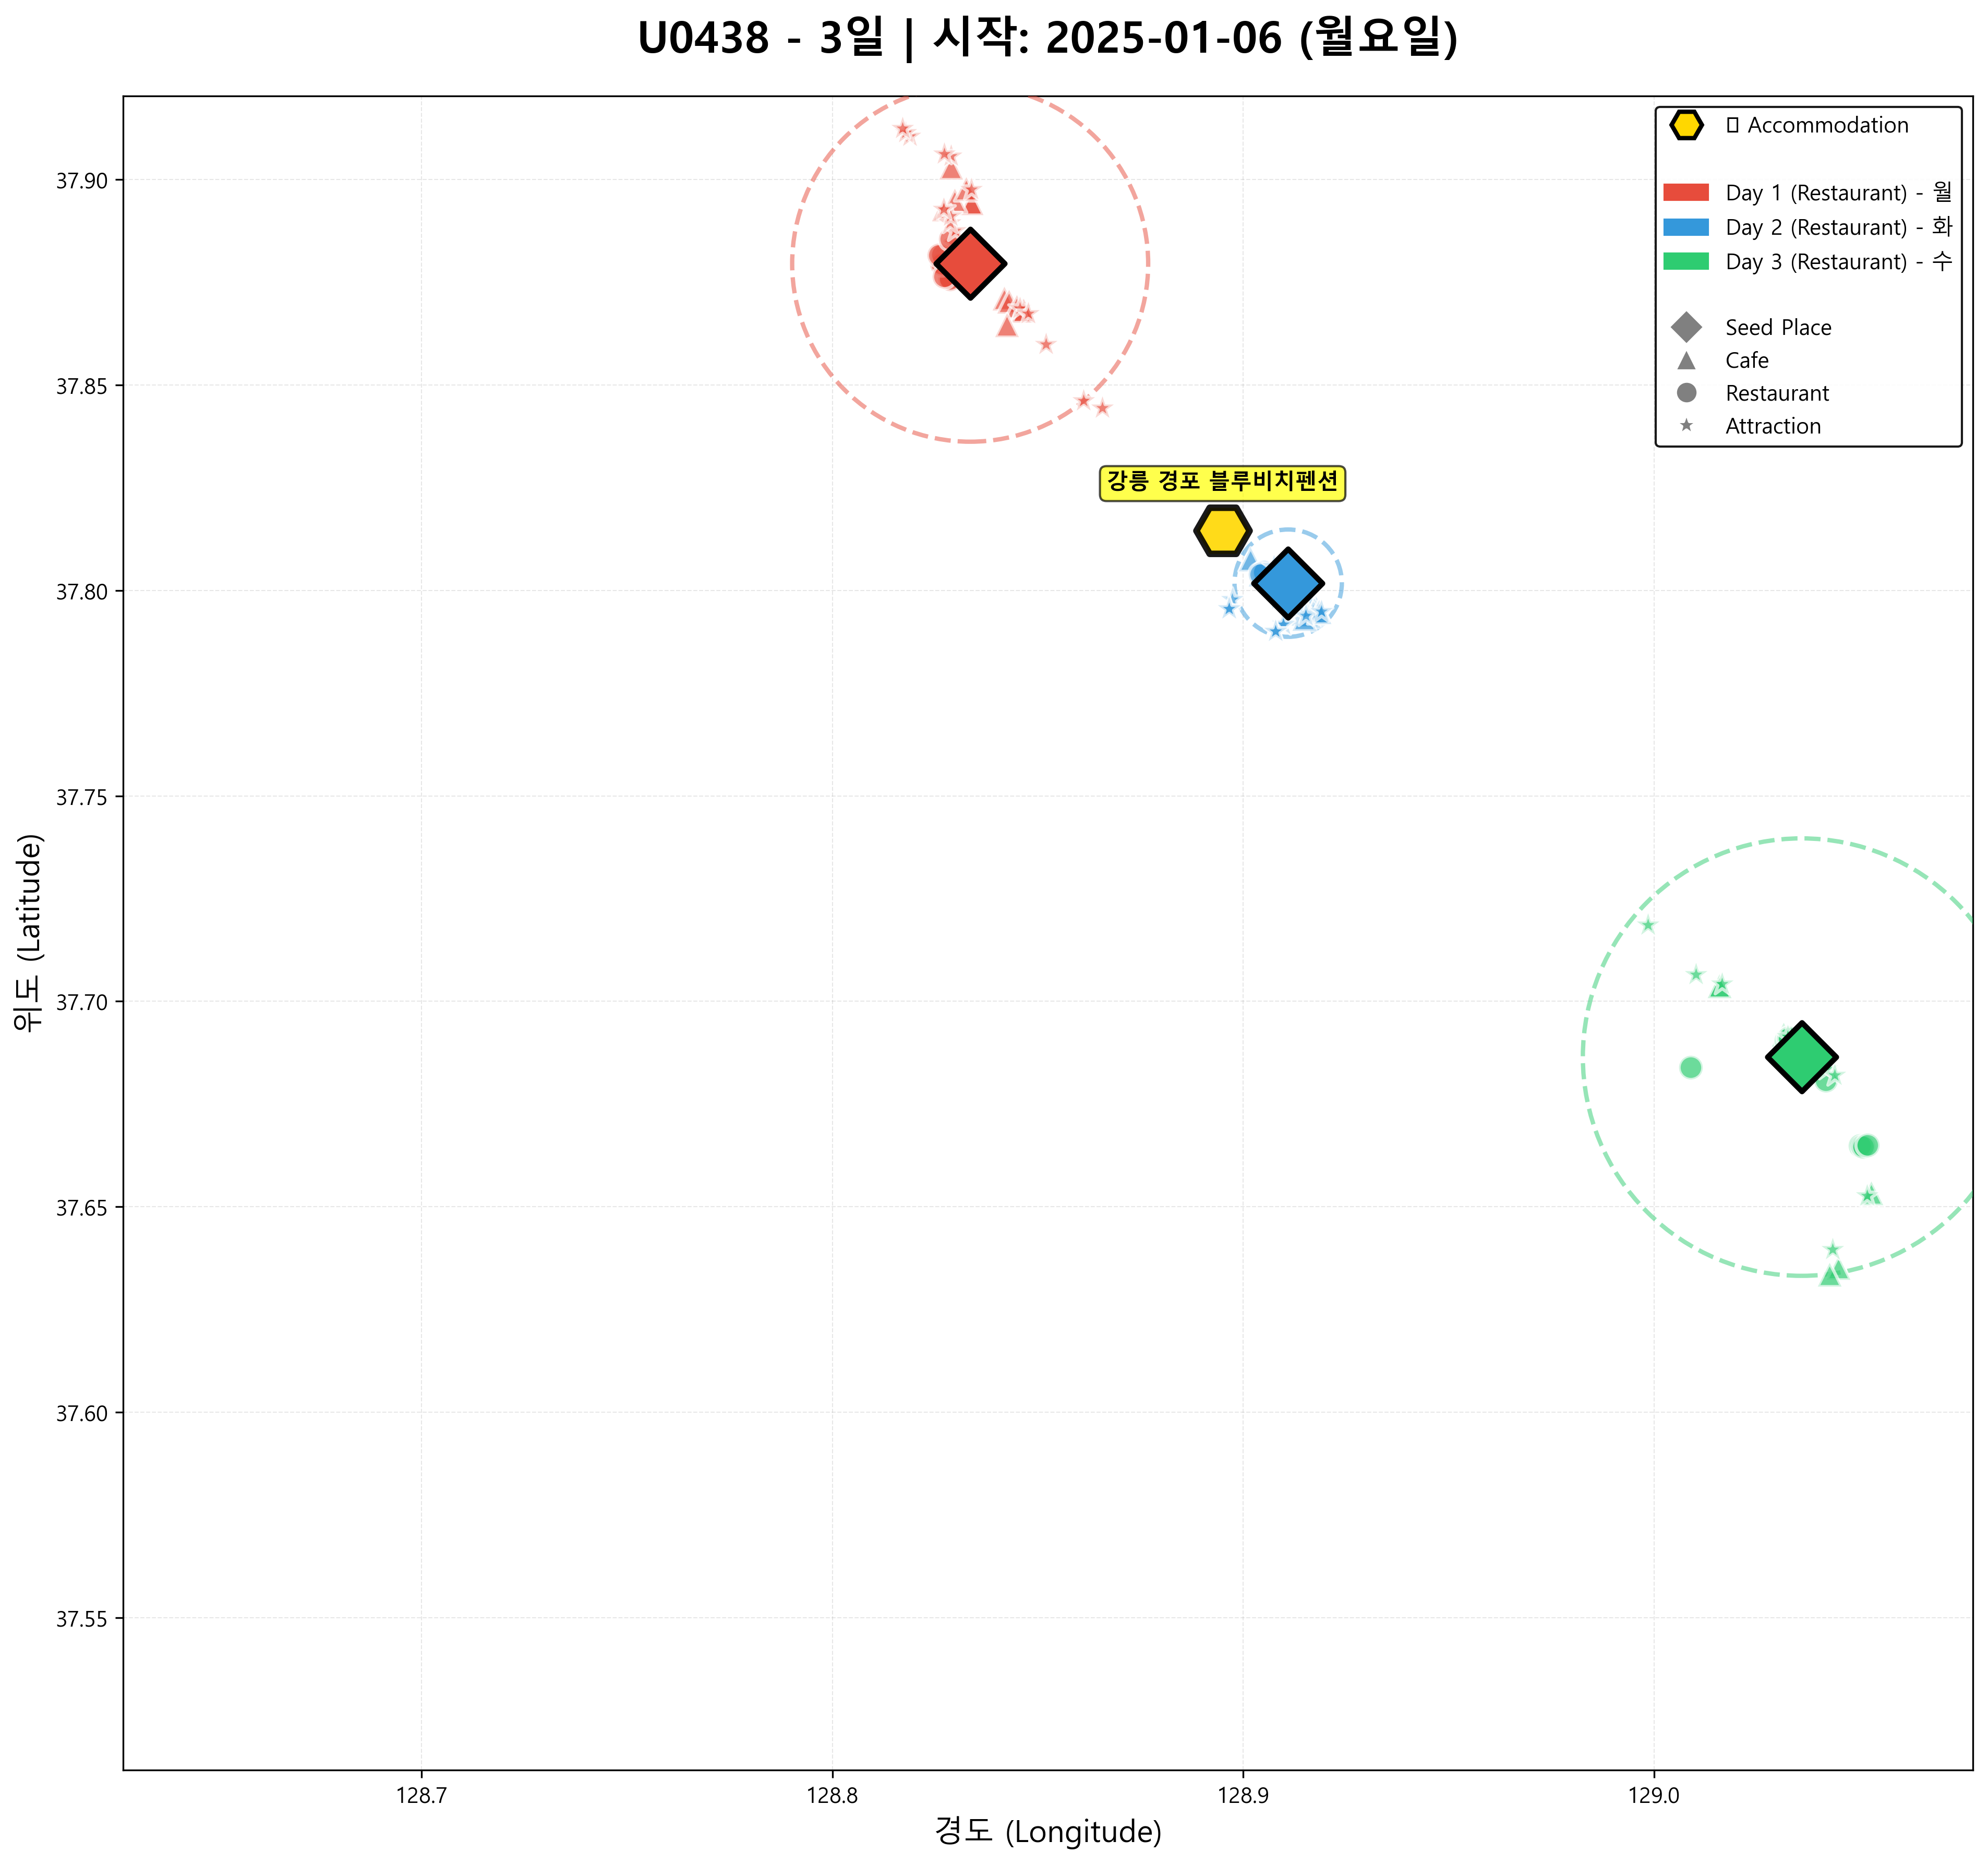 U0438 - 3일 | 시작: 2025-01-06 (월요일)
Accommodation
Day 1 (Restaurant) - 월
Day 2 (Restaurant) - 화
Day 3 (Restaurant) - 수
Seed Place
Cafe
Restaurant
Attraction
강릉 경포 블루비치펜션
37.90
37.85
37.80
37.75
37.70
37.65
37.60
37.55
위도 (Latitude)
128.7
128.8
128.9
129.0
경도 (Longitude)